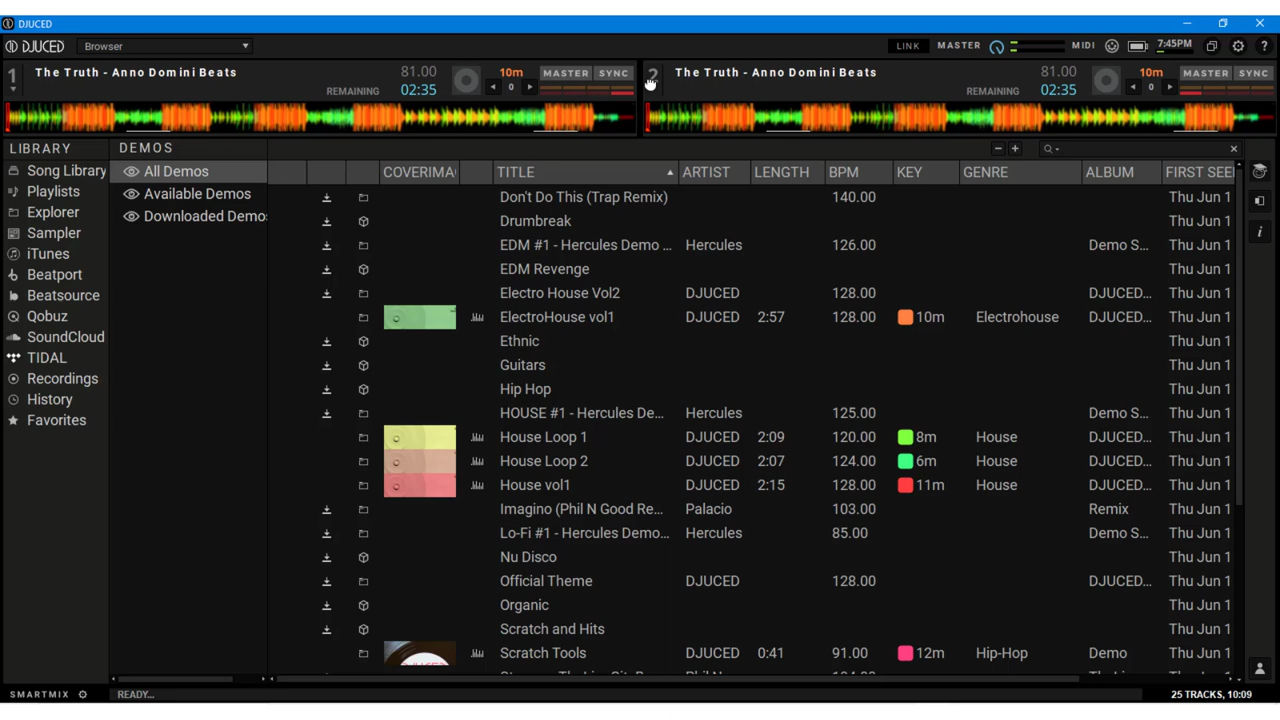 DJUCED
DJUCED Browser LINK MASTER MIDI 7:45PM
1 The Truth - Anno Domini Beats 81.00 10m MASTER SYNC
REMAINING 02:35 0
2 The Truth - Anno Domini Beats 81.00 10m MASTER SYNC
REMAINING 02:35 0
LIBRARY
Song Library
Playlists
Explorer
Sampler
iTunes
Beatport
Beatsource
Qobuz
SoundCloud
TIDAL
Recordings
History
Favorites
DEMOS
All Demos
Available Demos
Downloaded Demos
COVERIMA TITLE ARTIST LENGTH BPM KEY GENRE ALBUM FIRST SEE
Don't Do This (Trap Remix) 140.00 Thu Jun 1
Drumbreak Thu Jun 1
EDM #1 - Hercules Demo ... Hercules 126.00 Demo S... Thu Jun 1
EDM Revenge Thu Jun 1
Electro House Vol2 DJUCED 128.00 DJUCED... Thu Jun 1
ElectroHouse vol1 DJUCED 2:57 128.00 10m Electrohouse DJUCED... Thu Jun 1
Ethnic Thu Jun 1
Guitars Thu Jun 1
Hip Hop Thu Jun 1
HOUSE #1 - Hercules De... Hercules 125.00 Demo S... Thu Jun 1
House Loop 1 DJUCED 2:09 120.00 8m House DJUCED... Thu Jun 1
House Loop 2 DJUCED 2:07 124.00 6m House DJUCED... Thu Jun 1
House vol1 DJUCED 2:15 128.00 11m House DJUCED... Thu Jun 1
Imagino (Phil N Good Re... Palacio 103.00 Remix Thu Jun 1
Lo-Fi #1 - Hercules Demo... Hercules 85.00 Demo S... Thu Jun 1
Nu Disco Thu Jun 1
Official Theme DJUCED 128.00 DJUCED... Thu Jun 1
Organic Thu Jun 1
Scratch and Hits Thu Jun 1
Scratch Tools DJUCED 0:41 91.00 12m Hip-Hop Demo Thu Jun 1
SMARTMIX READY... 25 TRACKS, 10:09